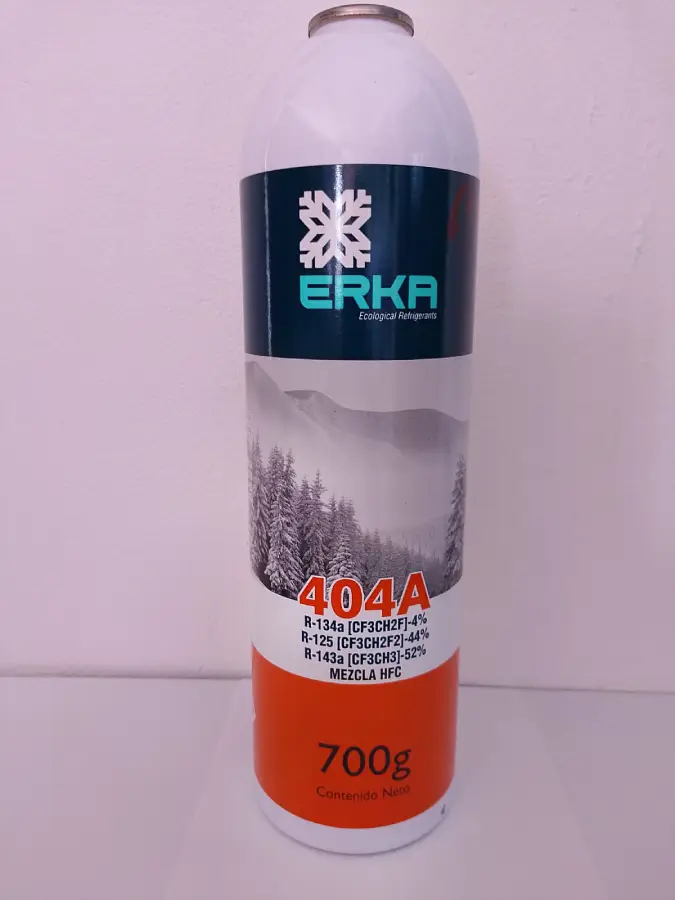 ERKA
Ecological Refrigerants
404A
R-134a [CF3CH2F]-4%
R-125 [CF3CH2F2]-44%
R-143a [CF3CH3]-52%
MEZCLA HFC
700g
Contenido Neto